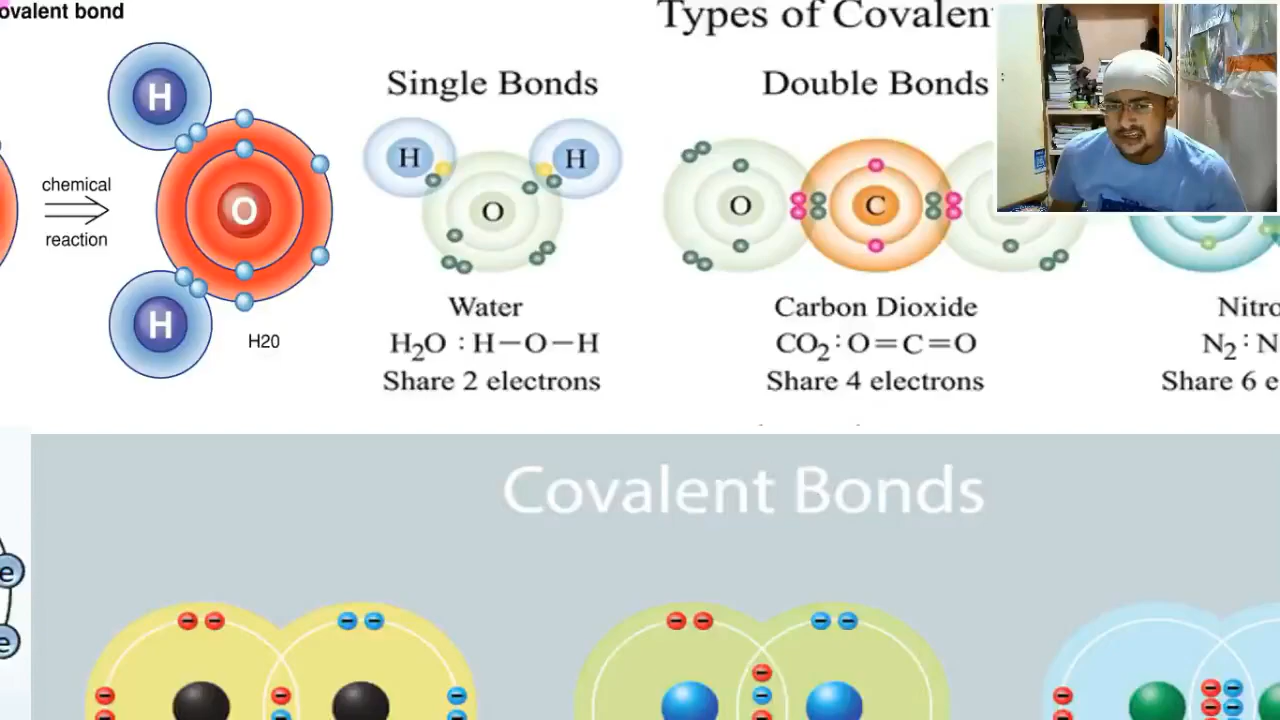 ovalent bond
Types of Covalen
Single Bonds
Double Bonds
H
H
H
O
C
chemical
O
O
reaction
H
Water
Carbon Dioxide
Nitro
H20
H₂O : H−O−H
CO₂ : O=C=O
N₂ : N
Share 2 electrons
Share 4 electrons
Share 6 e
Covalent Bonds
e
e